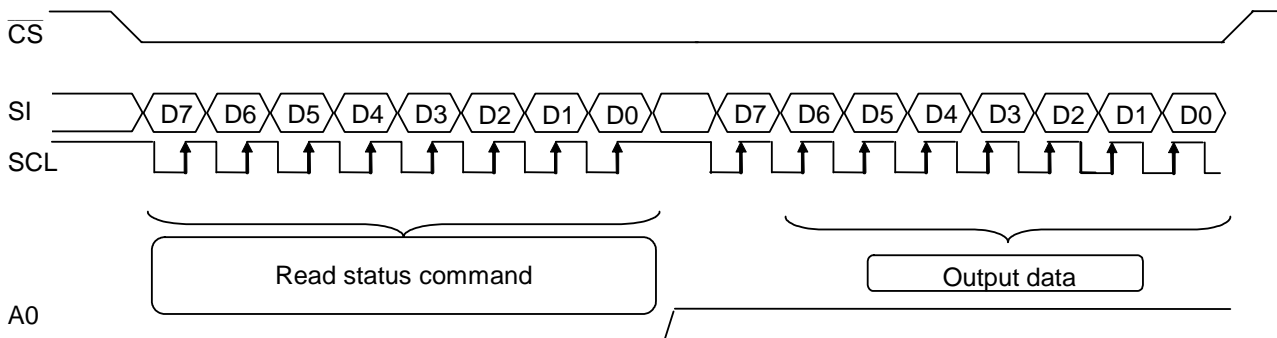 CS
SI D7 D6 D5 D4 D3 D2 D1 D0 D7 D6 D5 D4 D3 D2 D1 D0
SCL
Read status command
Output data
A0